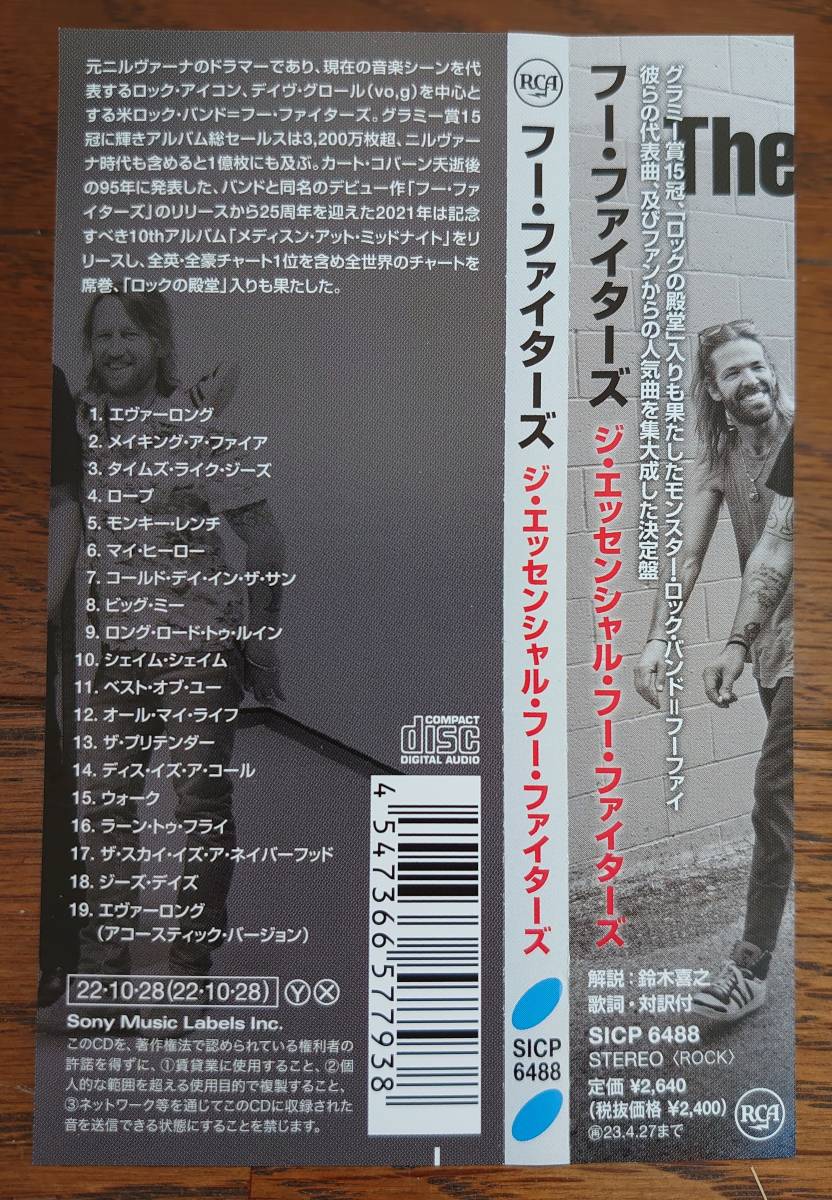 元ニルヴァーナのドラマーであり、現在の音楽シーンを代
表するロック・アイコン、デイヴ・グロール(vo,g)を中心と
する米ロック・バンド=フー・ファイターズ。グラミー賞15
冠に輝きアルバム総セールスは3,200万枚超、ニルヴァー
ナ時代も含めると1億枚にも及ぶ。カート・コバーン夭逝後
の95年に発表した、バンドと同名のデビュー作「フー・ファ
イターズ」のリリースから25周年を迎えた2021年は記念
すべき10thアルバム「メディスン・アット・ミッドナイト」をリ
リースし、全英・全豪チャート1位を含め全世界のチャートを
席巻、「ロックの殿堂」入りも果たした。
1. エヴァーロング
2. メイキング・ア・ファイア
3. タイムズ・ライク・ジーズ
4. ロープ
5. モンキー・レンチ
6. マイ・ヒーロー
7. コールド・デイ・イン・ザ・サン
8. ビッグ・ミー
9. ロング・ロード・トゥ・ルイン
10. シェイム・シェイム
11. ベスト・オブ・ユー
12. オール・マイ・ライフ
13. ザ・プリテンダー
14. ディス・イズ・ア・コール
15. ウォーク
16. ラーン・トゥ・フライ
17. ザ・スカイ・イズ・ア・ネイバーフッド
18. ジーズ・デイズ
19. エヴァーロング
(アコースティック・バージョン)
COMPACT
disc
DIGITAL AUDIO
4547366577938
22・10・28(22・10・28) Ⓨ Ⓧ
Sony Music Labels Inc.
このCDを、著作権法で認められている権利者の
許諾を得ずに、①賃貸業に使用すること、②個
人的な範囲を超える使用目的で複製すること、
③ネットワーク等を通じてこのCDに収録された
音を送信できる状態にすることを禁じます。
RCA
フー・ファイターズ ジ・エッセンシャル・フー・ファイターズ
SICP
6488
The
グラミー賞15冠、「ロックの殿堂」入りも果たしたモンスター・ロック・バンド=フーファイ
彼らの代表曲、及びファンからの人気曲を集大成した決定盤
フー・ファイターズ ジ・エッセンシャル・フー・ファイターズ
解説:鈴木喜之
歌詞・対訳付
SICP 6488
STEREO 〈ROCK〉
定価 ¥2,640
(税抜価格 ¥2,400)
㊞23.4.27まで
RCA